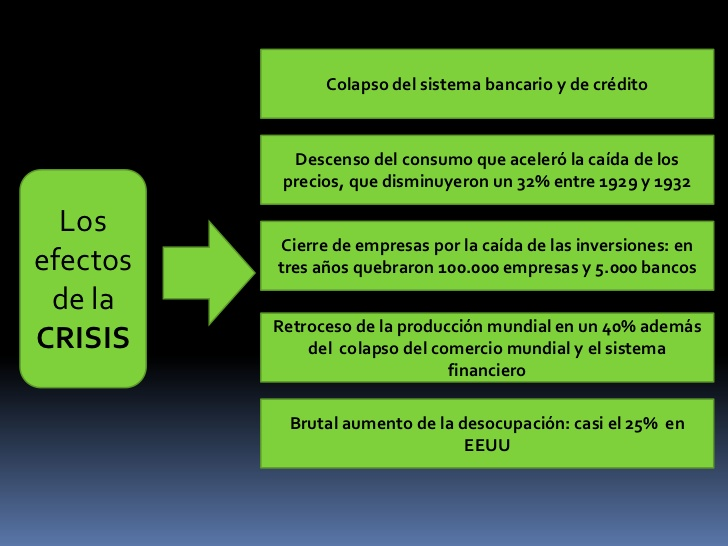 Los
efectos
de la
CRISIS
Colapso del sistema bancario y de crédito
Descenso del consumo que aceleró la caída de los
precios, que disminuyeron un 32% entre 1929 y 1932
Cierre de empresas por la caída de las inversiones: en
tres años quebraron 100.000 empresas y 5.000 bancos
Retroceso de la producción mundial en un 40% además
del colapso del comercio mundial y el sistema
financiero
Brutal aumento de la desocupación: casi el 25% en
EEUU